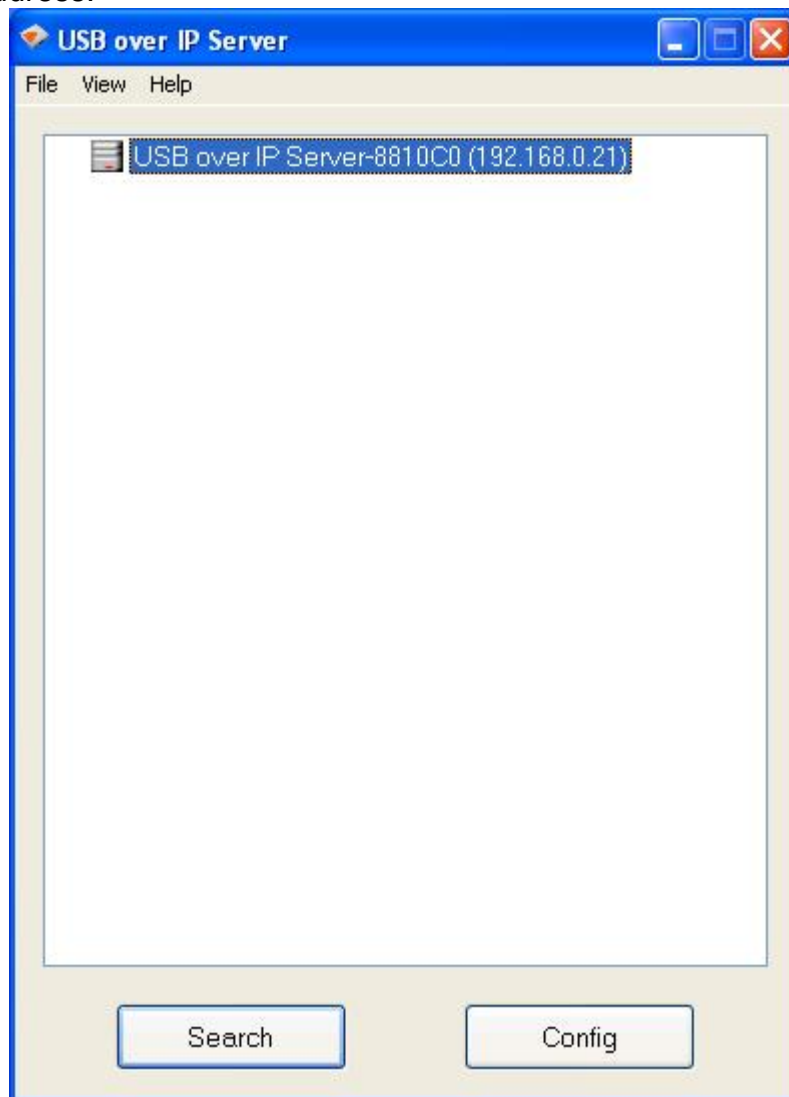 USB over IP Server
File View Help
USB over IP Server-8810C0 (192.168.0.21)
Search
Config